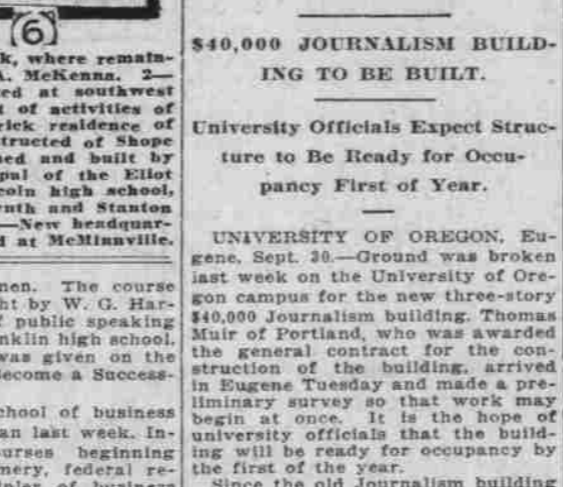 (6)
k, where remain-
A. McKenna. 2—
ed at southwest
t of activities of
rick residence of
tructed of Shope
ned and built by
pal of the Eliot
coln high school,
nth and Stanton
—New headquar-
d at McMinnville.
men. The course
ht by W. G. Har-
f public speaking
nklin high school.
was given on the
Become a Success-
chool of business
an last week. In-
ourses beginning
mery, federal re-
$40,000 JOURNALISM BUILD-
ING TO BE BUILT.
University Officials Expect Struc-
ture to Be Ready for Occu-
pancy First of Year.
UNIVERSITY OF OREGON, Eu-
gene, Sept. 30.—Ground was broken
last week on the University of Ore-
gon campus for the new three-story
$40,000 Journalism building. Thomas
Muir of Portland, who was awarded
the general contract for the con-
struction of the building, arrived
in Eugene Tuesday and made a pre-
liminary survey so that work may
begin at once. It is the hope of
university officials that the build-
ing will be ready for occupancy by
the first of the year.
Since the old Journalism building